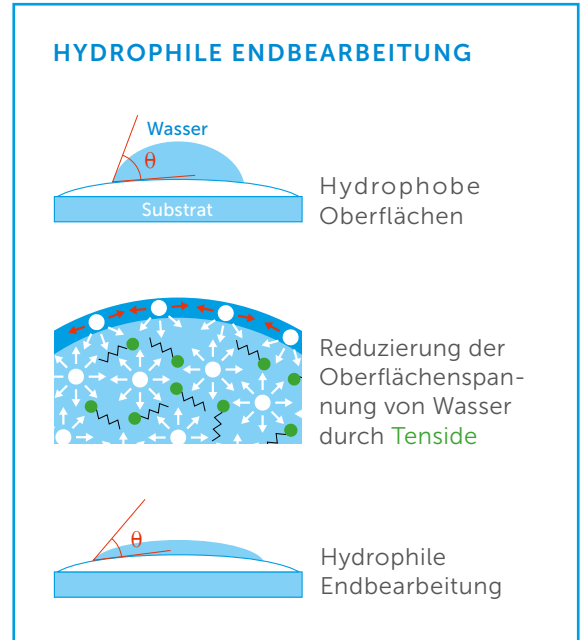 HYDROPHILE ENDBEARBEITUNG
Wasser
θ
Substrat
Hydrophobe
Oberflächen
Reduzierung der
Oberflächenspan-
nung von Wasser
durch Tenside
θ
Hydrophile
Endbearbeitung